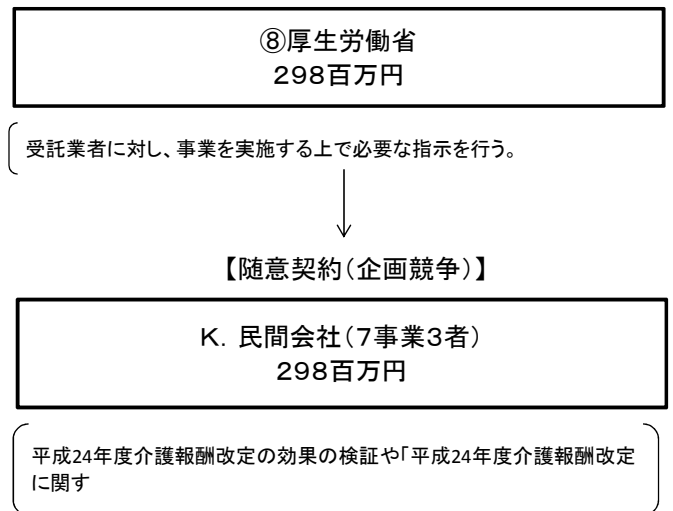 ⑧厚生労働省
298百万円
受託業者に対し、事業を実施する上で必要な指示を行う。
【随意契約（企画競争）】
K．民間会社（7事業3者）
298百万円
平成24年度介護報酬改定の効果の検証や「平成24年度介護報酬改定
に関す